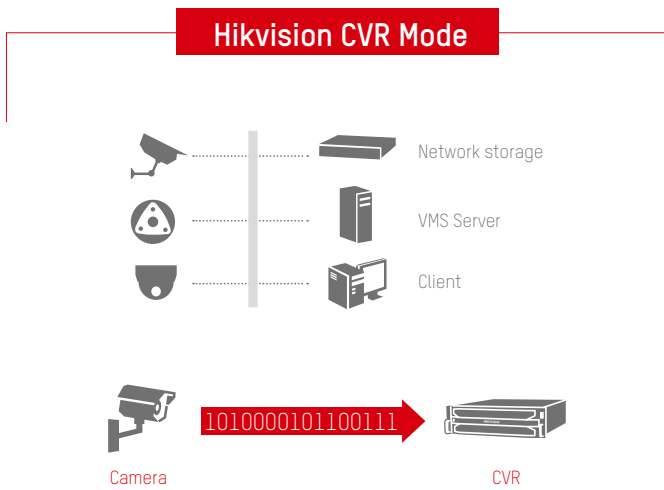 Hikvision CVR Mode
Network storage
VMS Server
Client
1010000101100111
Camera
CVR